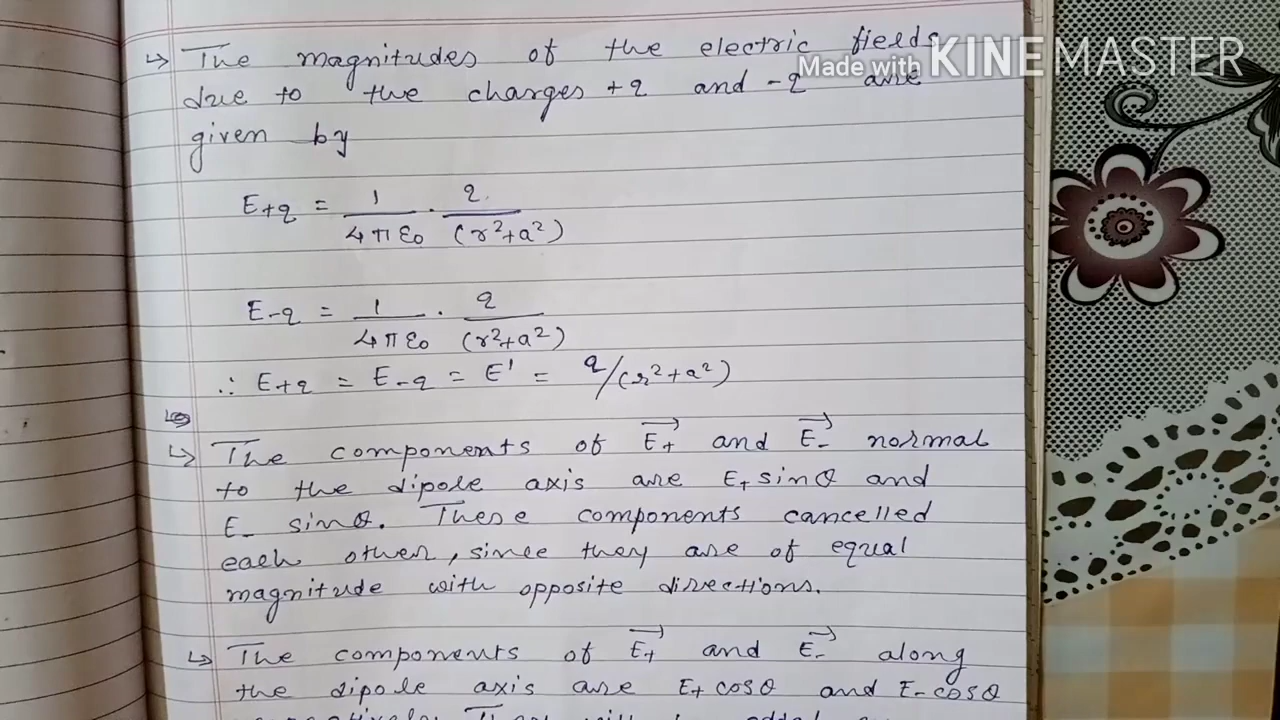 ↳ The magnitudes of the electric fields
Made with KINEMASTER
due to the charges +q and -q are
given by
E+q = 1/4πε₀ · q/(r²+a²)
E-q = 1/4πε₀ · q/(r²+a²)
∴ E+q = E-q = E' = q/(r²+a²)
↳ The components of E₊→ and E₋→ normal
to the dipole axis are E₊ sinθ and
E₋ sinθ. These components cancelled
each other, since they are of equal
magnitude with opposite directions.
↳ The components of E₊→ and E₋→ along
the dipole axis are E₊ cosθ and E₋ cosθ